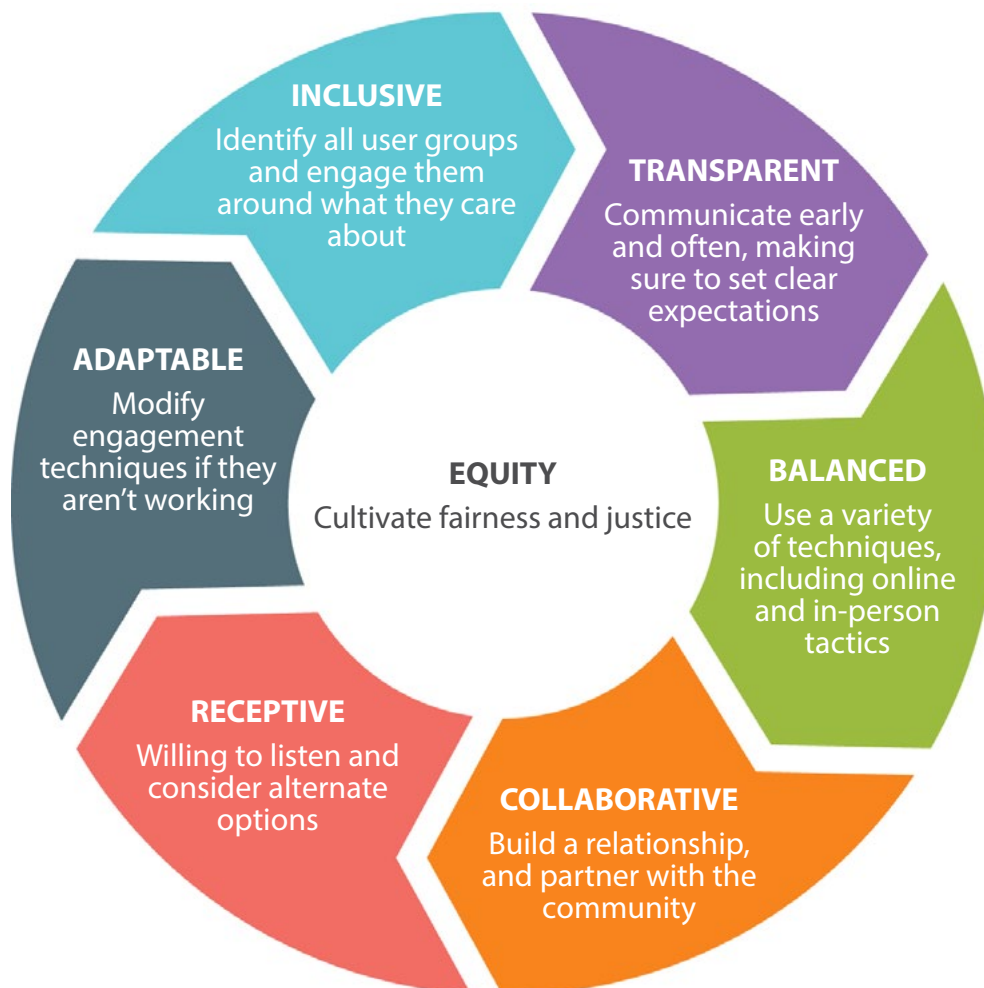 INCLUSIVE
Identify all user groups
and engage them
around what they care
about
TRANSPARENT
Communicate early
and often, making
sure to set clear
expectations
BALANCED
Use a variety
of techniques,
including online
and in-person
tactics
COLLABORATIVE
Build a relationship,
and partner with the
community
RECEPTIVE
Willing to listen and
consider alternate
options
ADAPTABLE
Modify
engagement
techniques if they
aren’t working
EQUITY
Cultivate fairness and justice